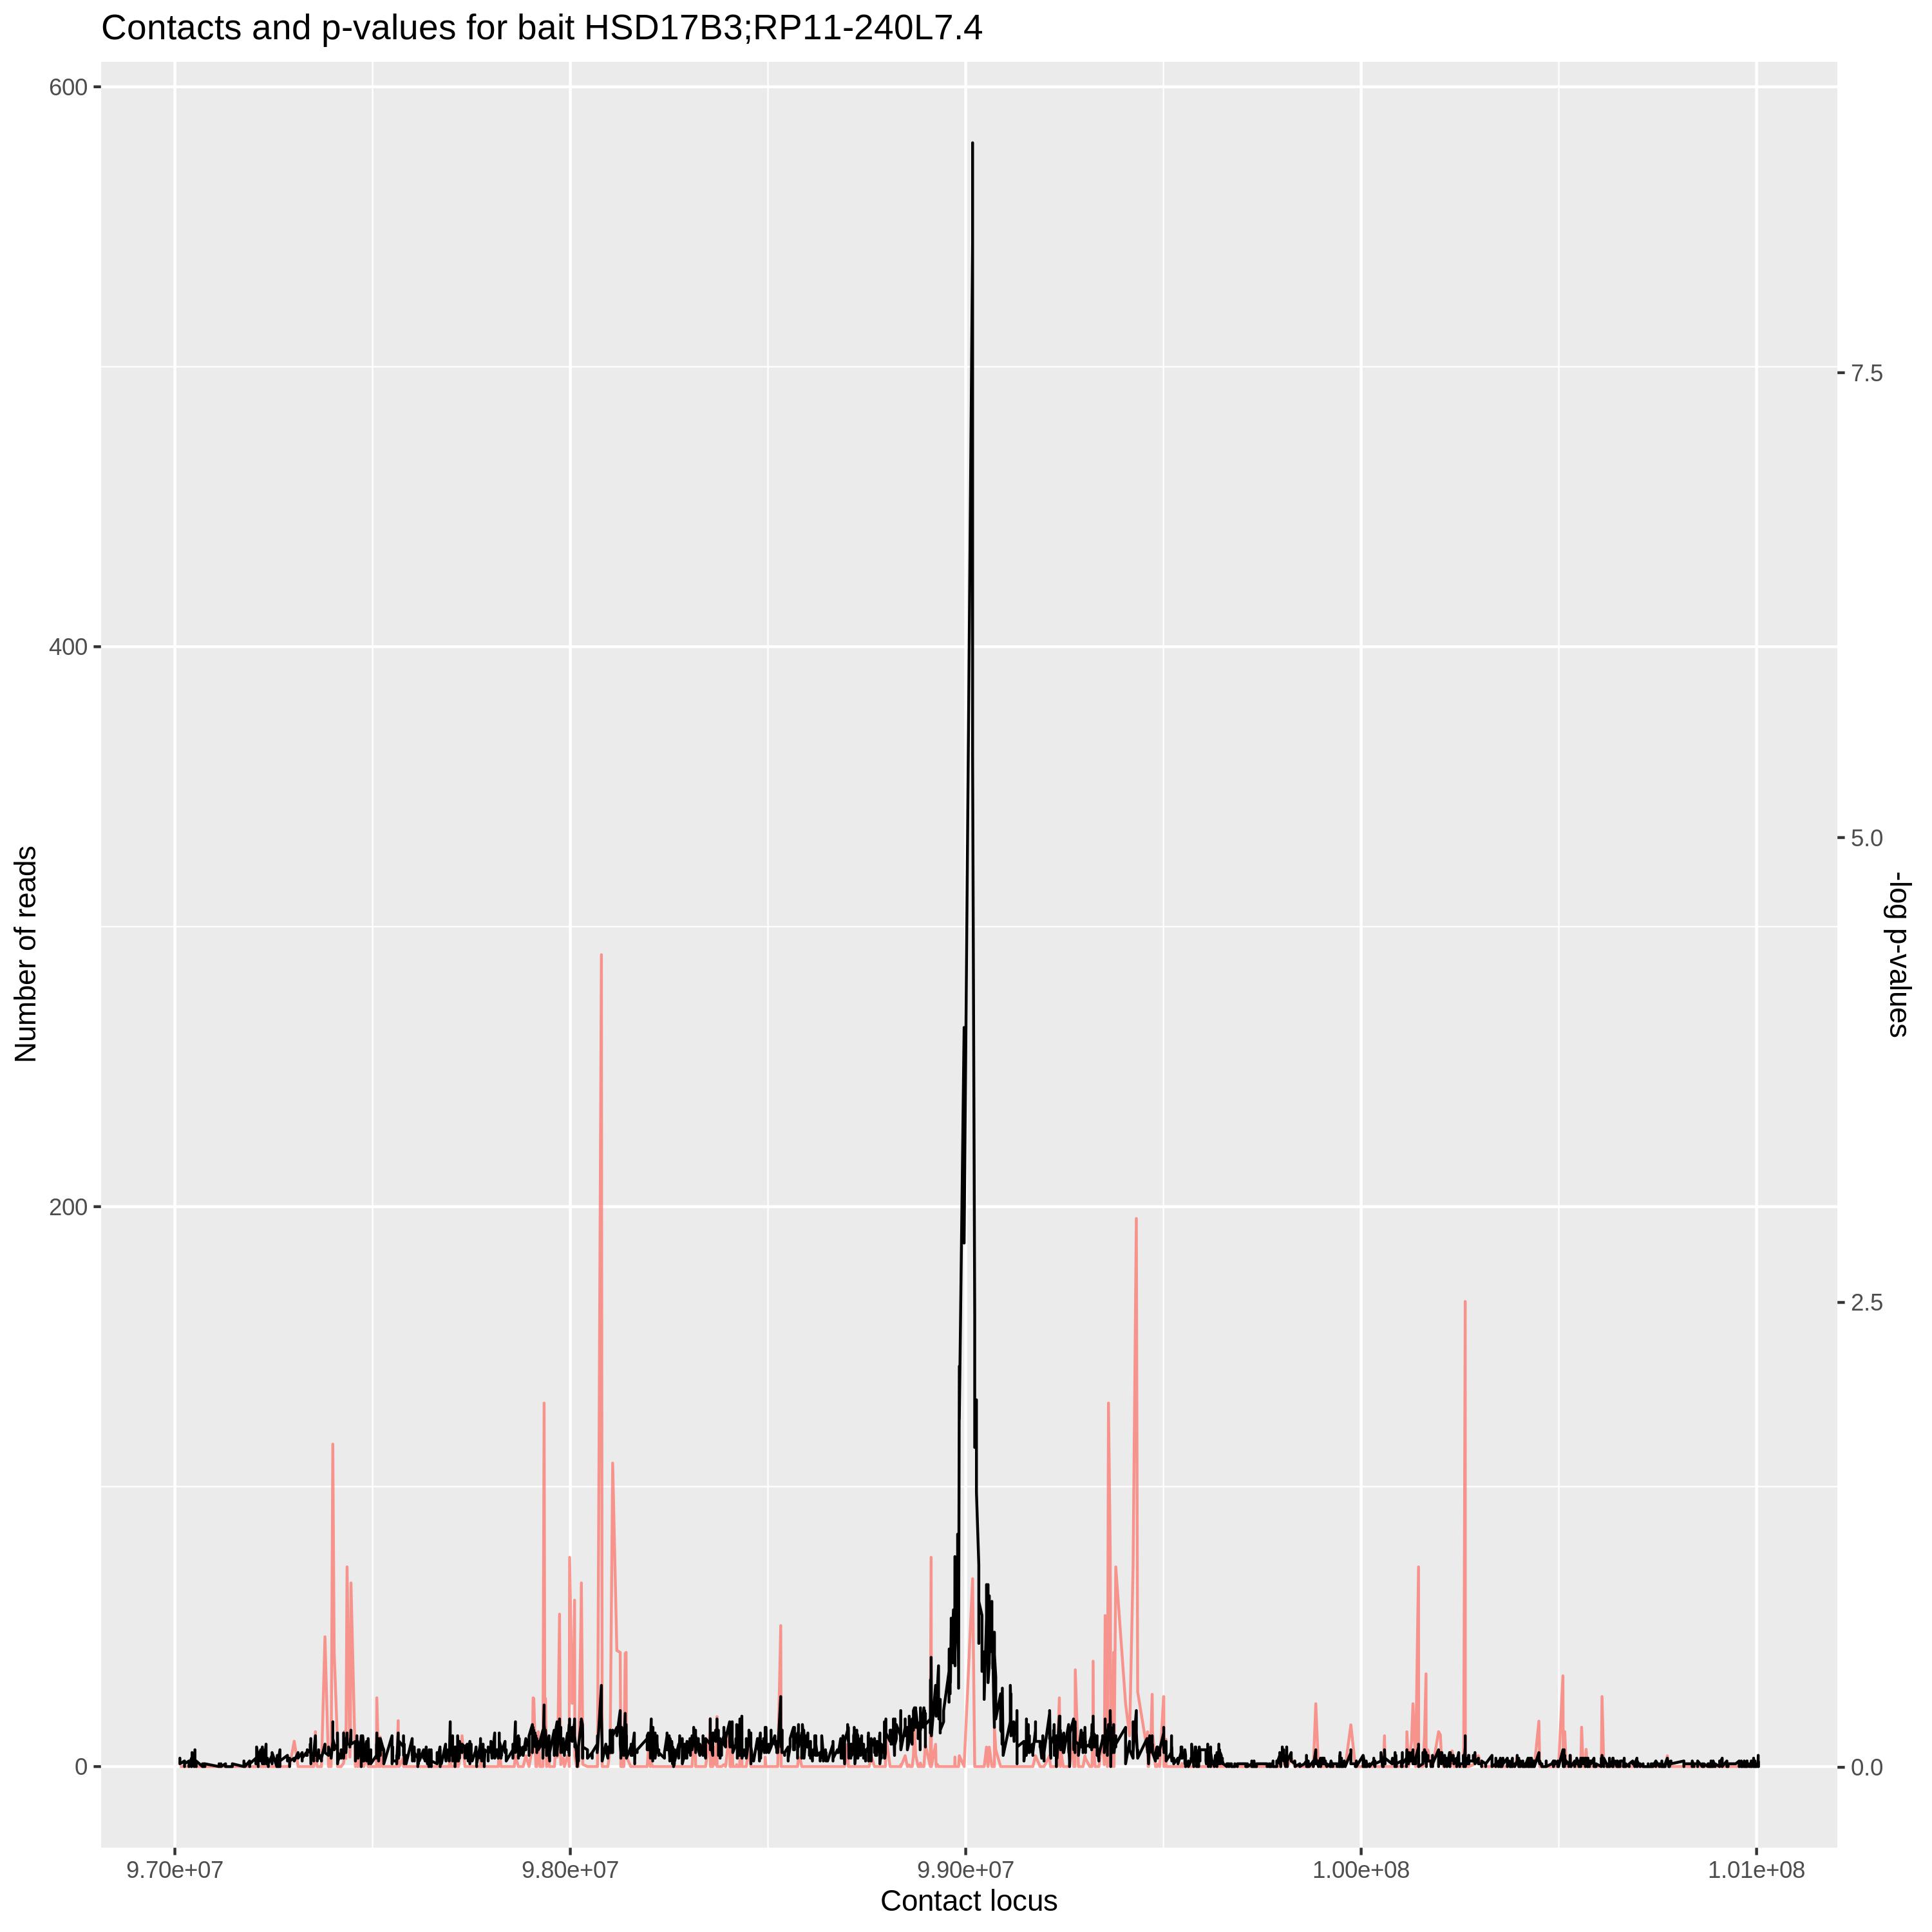 Contacts and p-values for bait HSD17B3;RP11-240L7.4
600
400
200
0
Number of reads
7.5
5.0
2.5
0.0
-log p-values
9.70e+07 9.80e+07 9.90e+07 1.00e+08 1.01e+08
Contact locus